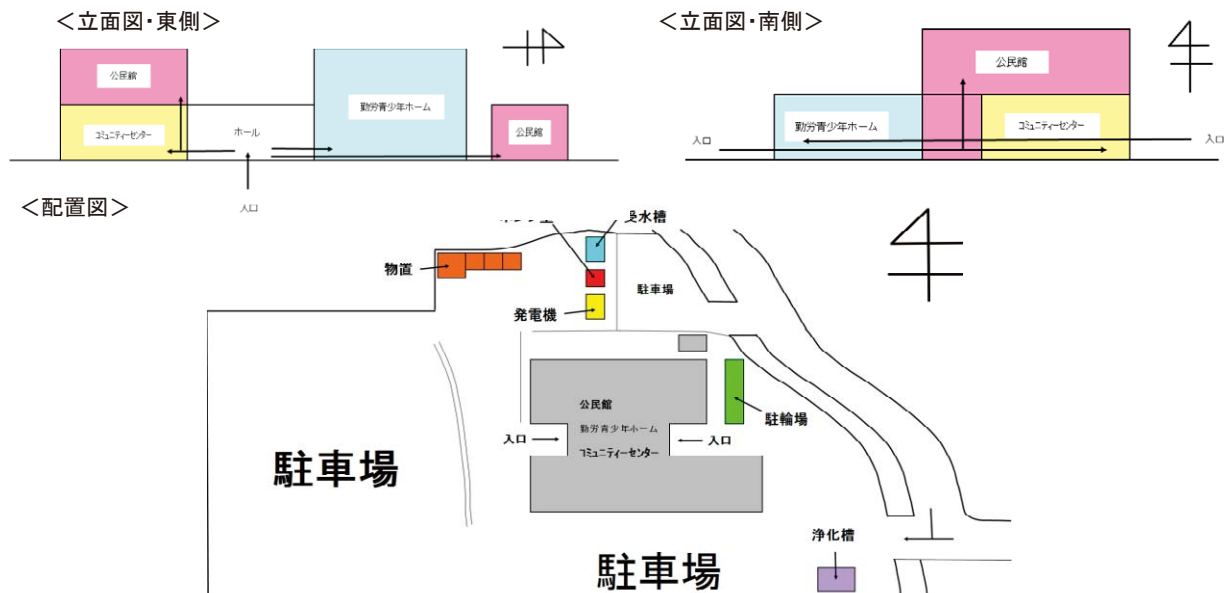 <立面図・東側>
公民館
コミュニティーセンター
ホール
入口
勤労青少年ホーム
公民館
<立面図・南側>
公民館
勤労青少年ホーム
コミュニティーセンター
入口
入口
<配置図>
受水槽
物置
駐車場
発電機
公民館
勤労青少年ホーム
コミュニティーセンター
入口
入口
駐輪場
駐車場
浄化槽
駐車場